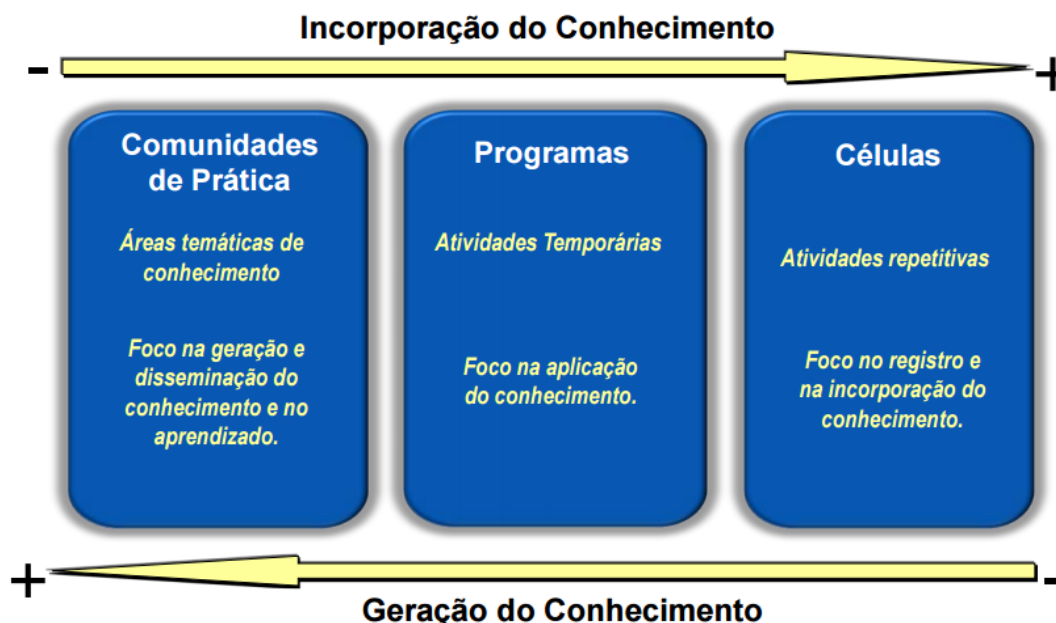 Incorporação do Conhecimento
- +
Comunidades
de Prática
Áreas temáticas de
conhecimento
Foco na geração e
disseminação do
conhecimento e no
aprendizado.
Programas
Atividades Temporárias
Foco na aplicação
do conhecimento.
Células
Atividades repetitivas
Foco no registro e
na incorporação do
conhecimento.
+ -
Geração do Conhecimento